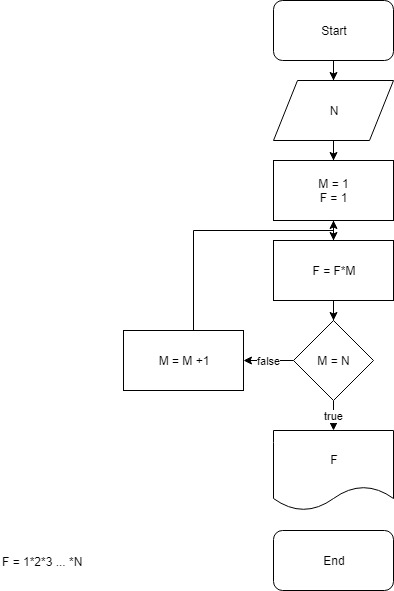 Start
N
M = 1
F = 1
F = F*M
M = M +1
false
M = N
true
F
F = 1*2*3 ... *N
End